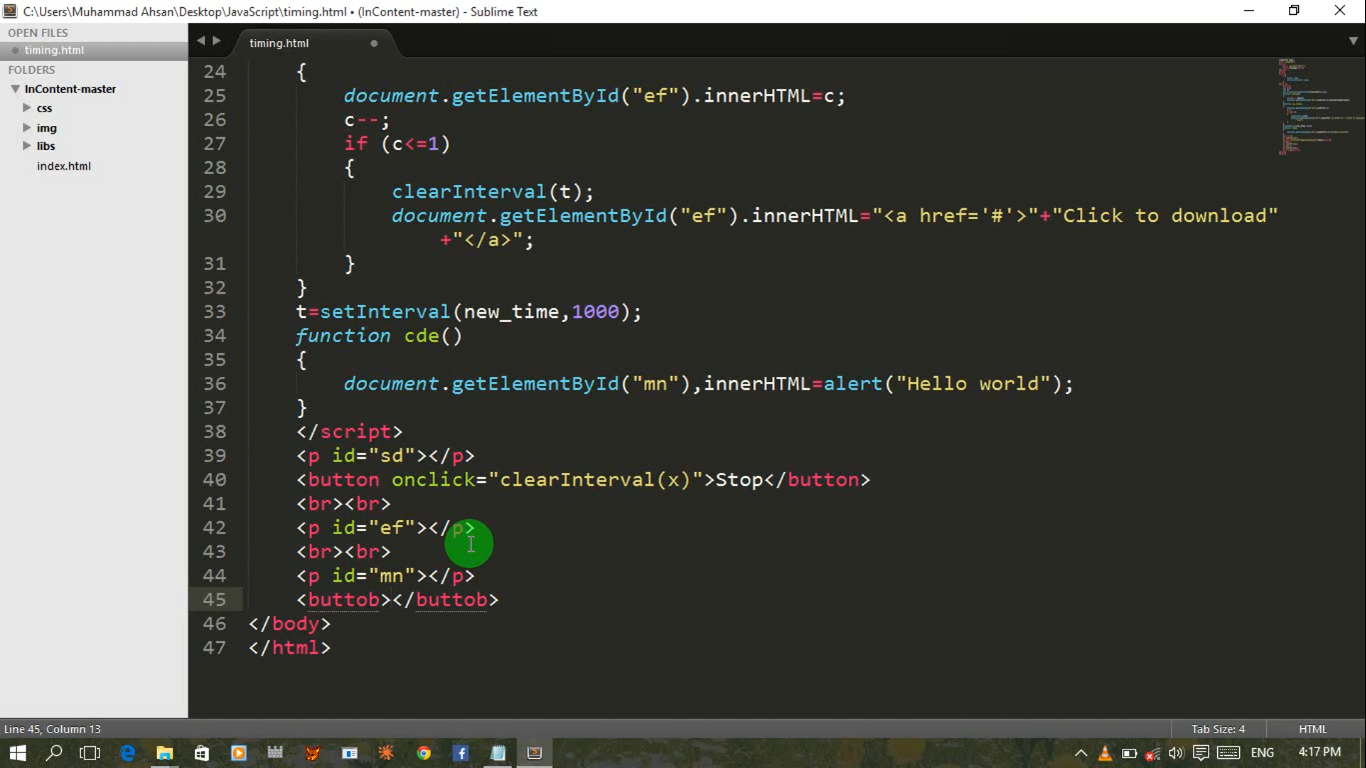 C:\Users\Muhammad Ahsan\Desktop\JavaScript\timing.html • (InContent-master) - Sublime Text
OPEN FILES
timing.html
FOLDERS
InContent-master
css
img
libs
index.html
timing.html
24 {
25 document.getElementById("ef").innerHTML=c;
26 c--;
27 if (c<=1)
28 {
29 clearInterval(t);
30 document.getElementById("ef").innerHTML="<a href='#'>"+"Click to download"
+"</a>";
31 }
32 }
33 t=setInterval(new_time,1000);
34 function cde()
35 {
36 document.getElementById("mn"),innerHTML=alert("Hello world");
37 }
38 </script>
39 <p id="sd"></p>
40 <button onclick="clearInterval(x)">Stop</button>
41 <br><br>
42 <p id="ef"></p>
43 <br><br>
44 <p id="mn"></p>
45 <buttob></buttob>
46 </body>
47 </html>
Line 45, Column 13
Tab Size: 4
HTML
ENG
4:17 PM